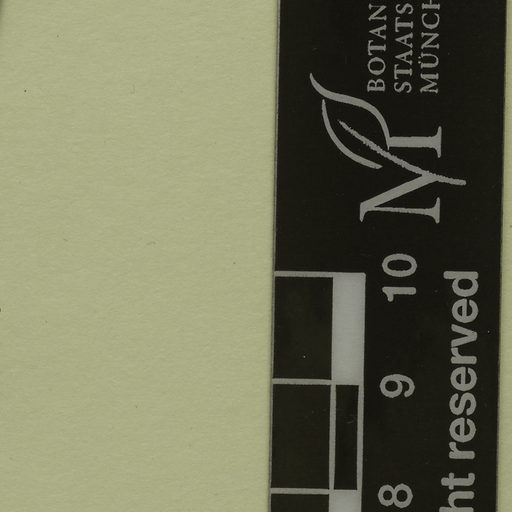 BOTAN
STAATS
MÜNCH
M
10
9
8
ht reserved